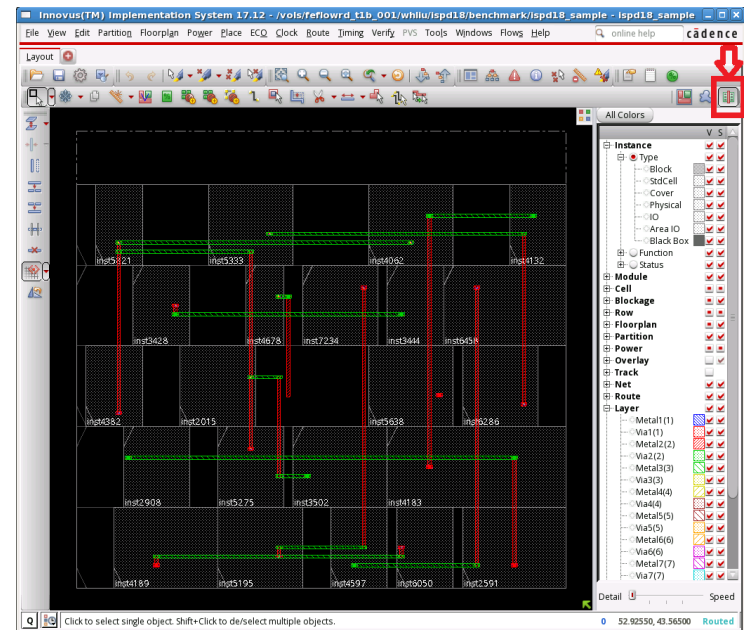 Innovus(TM) Implementation System 17.12 - /vols/feflowrd_t1b_001/whliu/ispd18/benchmark/ispd18_sample - ispd18_sample
File View Edit Partition Floorplan Power Place ECO Clock Route Timing Verify PVS Tools Windows Flows Help online help cādence
Layout
All Colors
V S
Instance
Type
Block
StdCell
Cover
Physical
IO
Area IO
Black Box
Function
Status
Module
Cell
Blockage
Row
Floorplan
Partition
Power
Overlay
Track
Net
Route
Layer
Metal1(1)
Via1(1)
Metal2(2)
Via2(2)
Metal3(3)
Via3(3)
Metal4(4)
Via4(4)
Metal5(5)
Via5(5)
Metal6(6)
Via6(6)
Metal7(7)
Via7(7)
inst5333 inst4062 inst4132
inst3428 inst4678 inst7234 inst3444 inst6458
inst4382 inst2015 inst5638 inst6286
inst2908 inst5275 inst3502 inst4183
inst4189 inst5195 inst4597 inst6050 inst2591
Detail Speed
Q Click to select single object. Shift+Click to de/select multiple objects. 0 52.92550, 43.56500 Routed